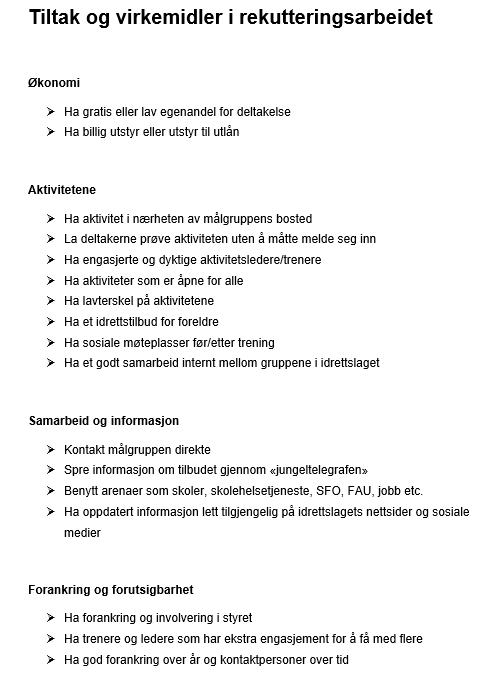 Tiltak og virkemidler i rekutteringsarbeidet
Økonomi
➢ Ha gratis eller lav egenandel for deltakelse
➢ Ha billig utstyr eller utstyr til utlån
Aktivitetene
➢ Ha aktivitet i nærheten av målgruppens bosted
➢ La deltakerne prøve aktiviteten uten å måtte melde seg inn
➢ Ha engasjerte og dyktige aktivitetsledere/trenere
➢ Ha aktiviteter som er åpne for alle
➢ Ha lavterskel på aktivitetene
➢ Ha et idrettstilbud for foreldre
➢ Ha sosiale møteplasser før/etter trening
➢ Ha et godt samarbeid internt mellom gruppene i idrettslaget
Samarbeid og informasjon
➢ Kontakt målgruppen direkte
➢ Spre informasjon om tilbudet gjennom «jungeltelegrafen»
➢ Benytt arenaer som skoler, skolehelsetjeneste, SFO, FAU, jobb etc.
➢ Ha oppdatert informasjon lett tilgjengelig på idrettslagets nettsider og sosiale
medier
Forankring og forutsigbarhet
➢ Ha forankring og involvering i styret
➢ Ha trenere og ledere som har ekstra engasjement for å få med flere
➢ Ha god forankring over år og kontaktpersoner over tid